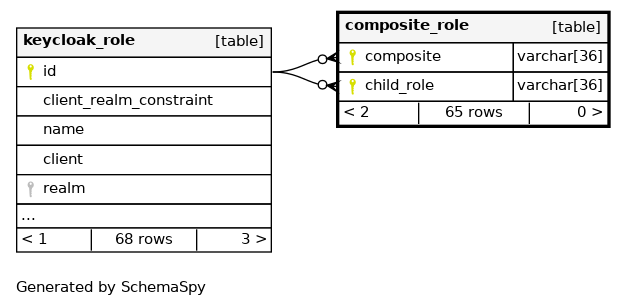 keycloak_role [table]
id
client_realm_constraint
name
client
realm
...
< 1 68 rows 3 >
composite_role [table]
composite varchar[36]
child_role varchar[36]
< 2 65 rows 0 >
Generated by SchemaSpy